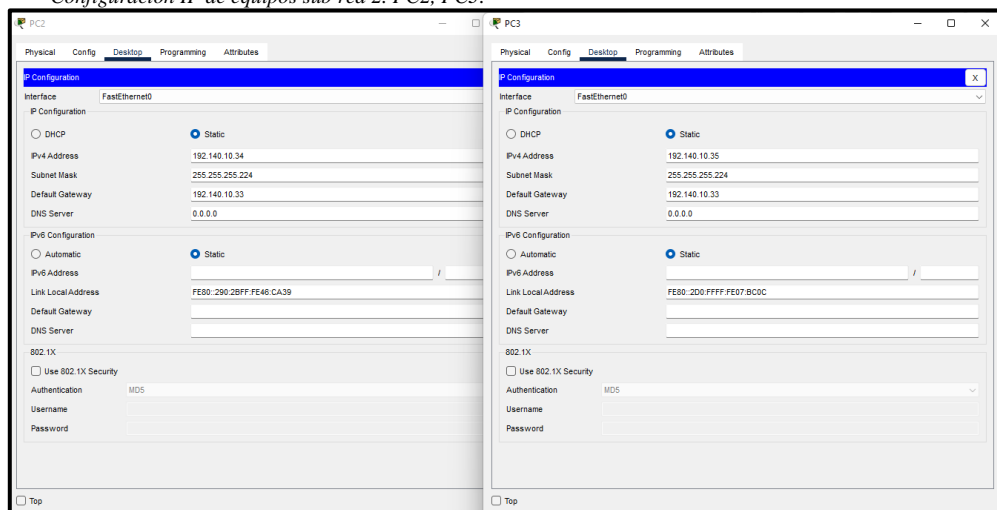 Configuración IP de equipos sub red 2: PC2, PC3.
PC2
Physical Config Desktop Programming Attributes
IP Configuration
Interface FastEthernet0
IP Configuration
DHCP Static
IPv4 Address 192.140.10.34
Subnet Mask 255.255.255.224
Default Gateway 192.140.10.33
DNS Server 0.0.0.0
IPv6 Configuration
Automatic Static
IPv6 Address /
Link Local Address FE80::290:2BFF:FE46:CA39
Default Gateway
DNS Server
802.1X
Use 802.1X Security
Authentication MD5
Username
Password
Top
PC3
Physical Config Desktop Programming Attributes
IP Configuration X
Interface FastEthernet0
IP Configuration
DHCP Static
IPv4 Address 192.140.10.35
Subnet Mask 255.255.255.224
Default Gateway 192.140.10.33
DNS Server 0.0.0.0
IPv6 Configuration
Automatic Static
IPv6 Address /
Link Local Address FE80::2D0:FFFF:FE07:BC0C
Default Gateway
DNS Server
802.1X
Use 802.1X Security
Authentication MD5
Username
Password
Top